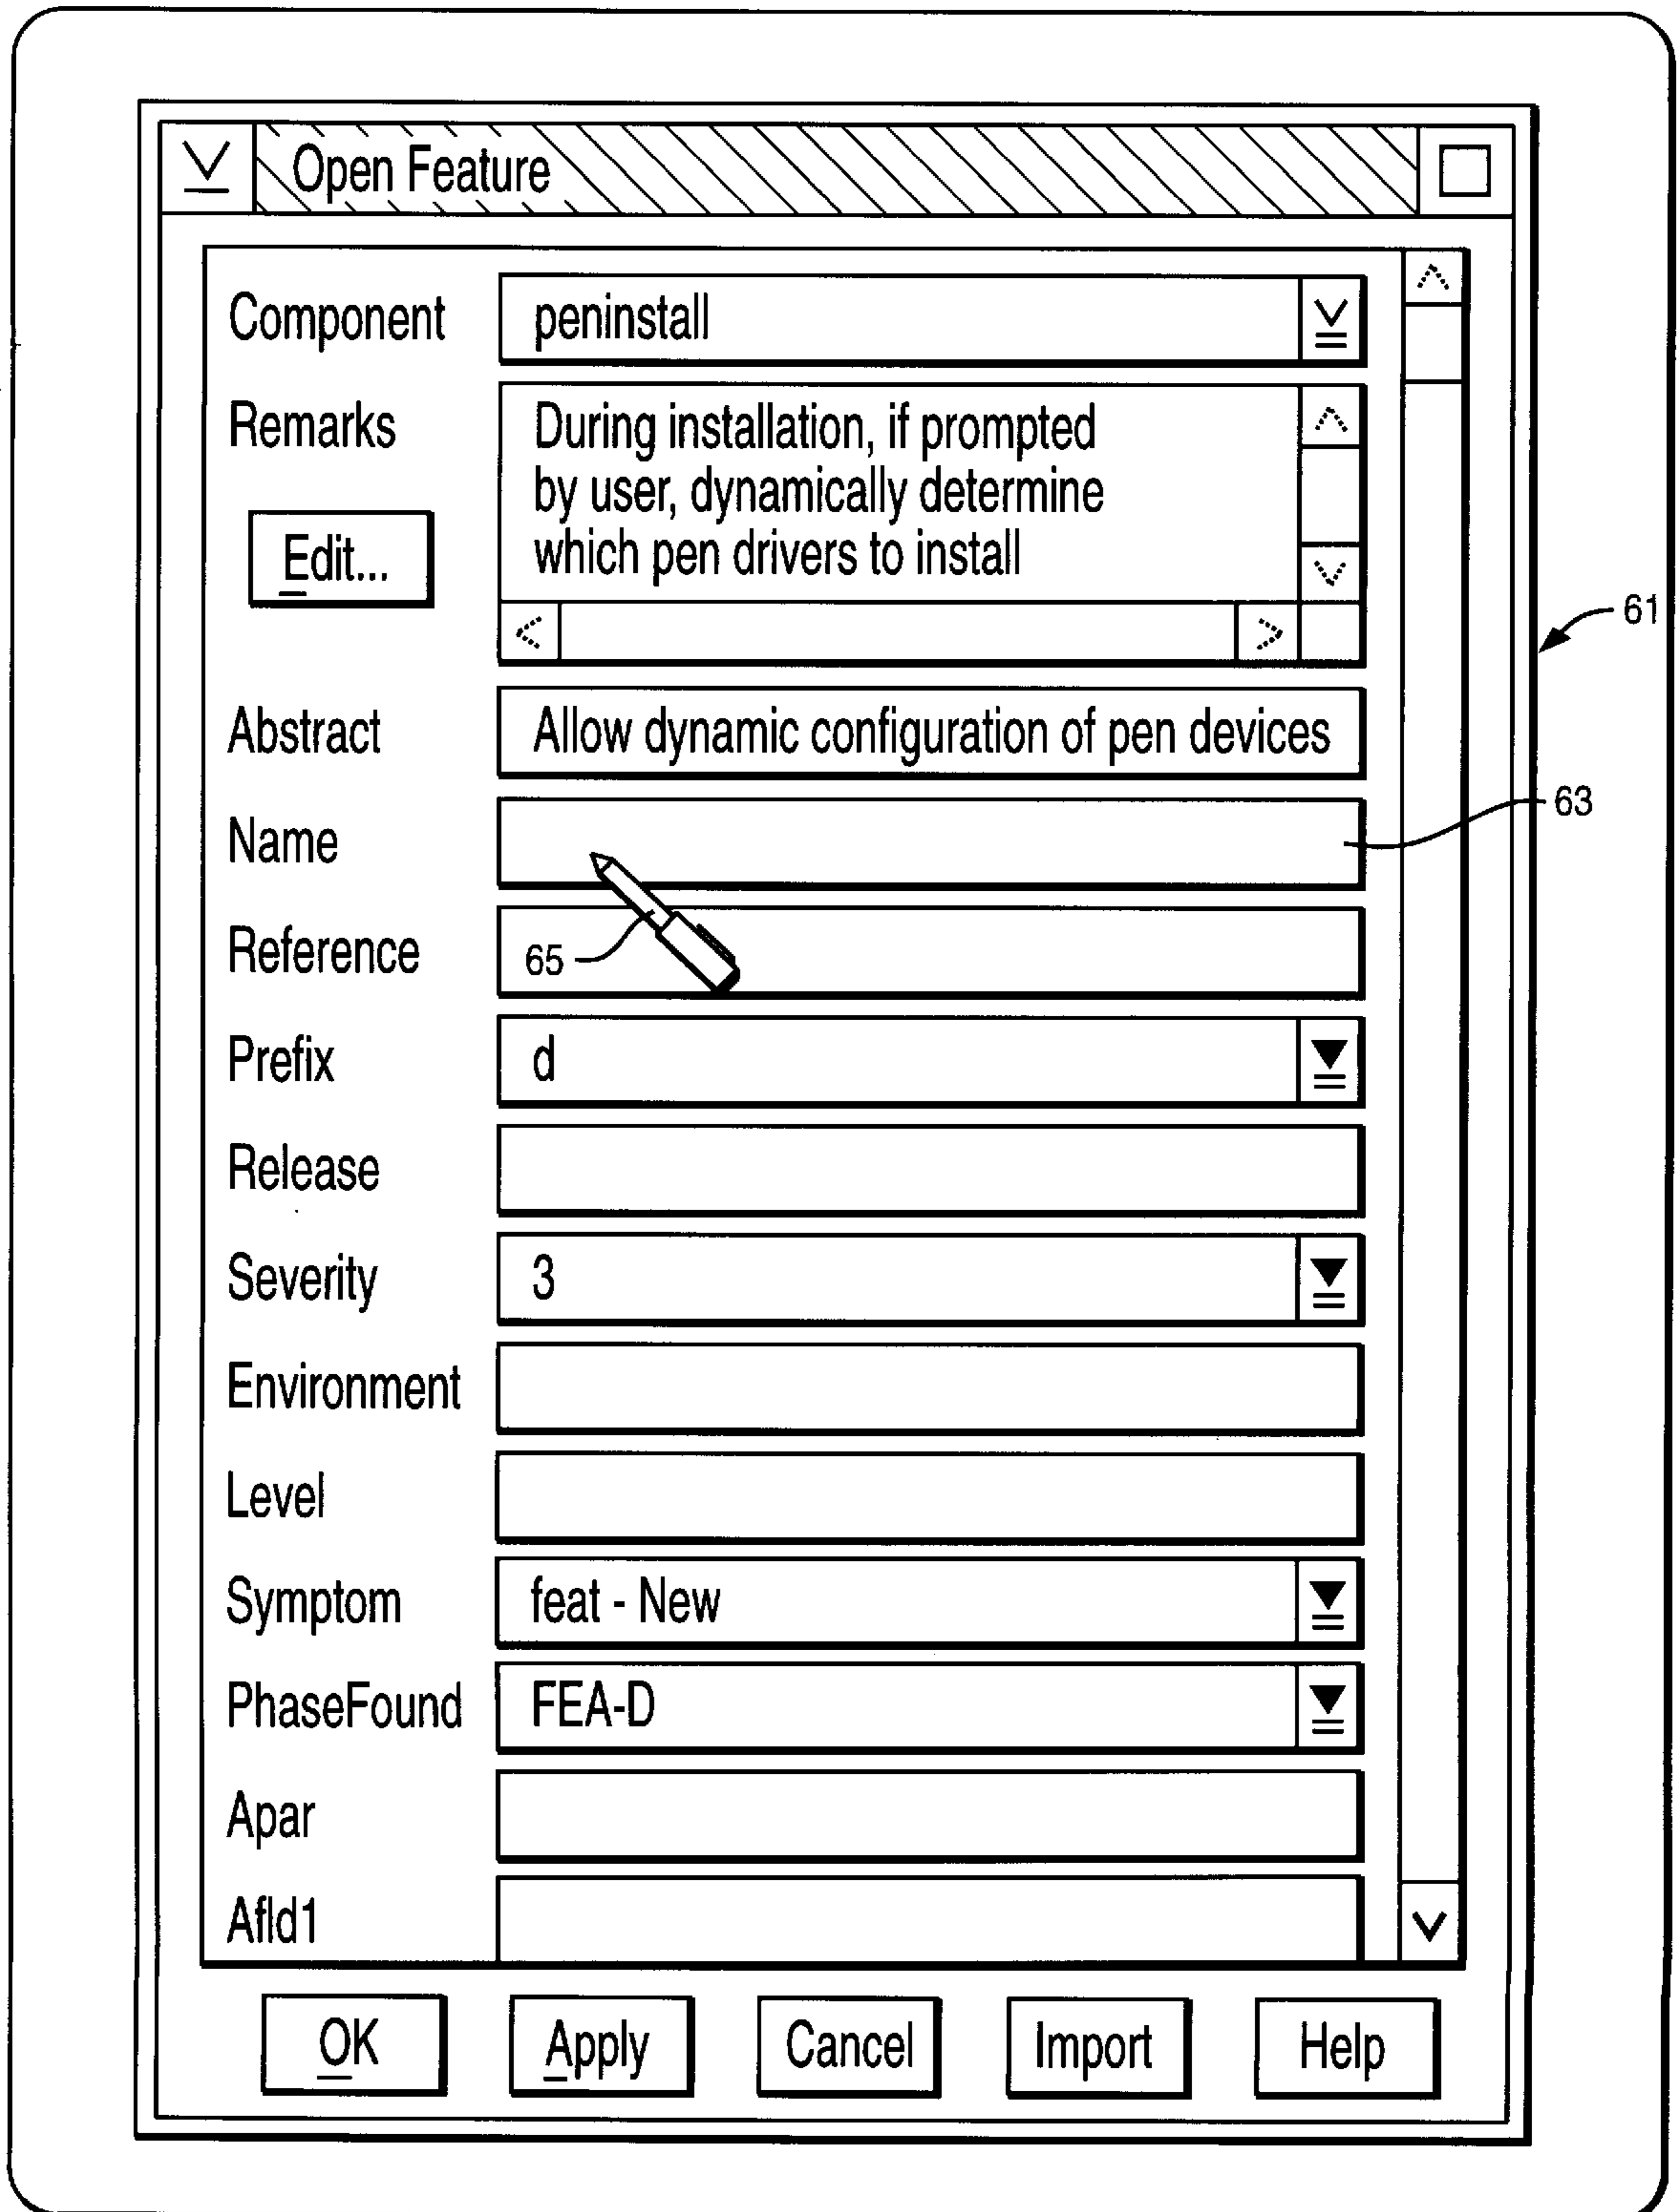 Open Feature
Component peninstall
Remarks During installation, if prompted
by user, dynamically determine
Edit... which pen drivers to install
61
Abstract Allow dynamic configuration of pen devices
Name 63
Reference 65
Prefix d
Release
Severity 3
Environment
Level
Symptom feat - New
PhaseFound FEA-D
Apar
Afld1
OK Apply Cancel Import Help